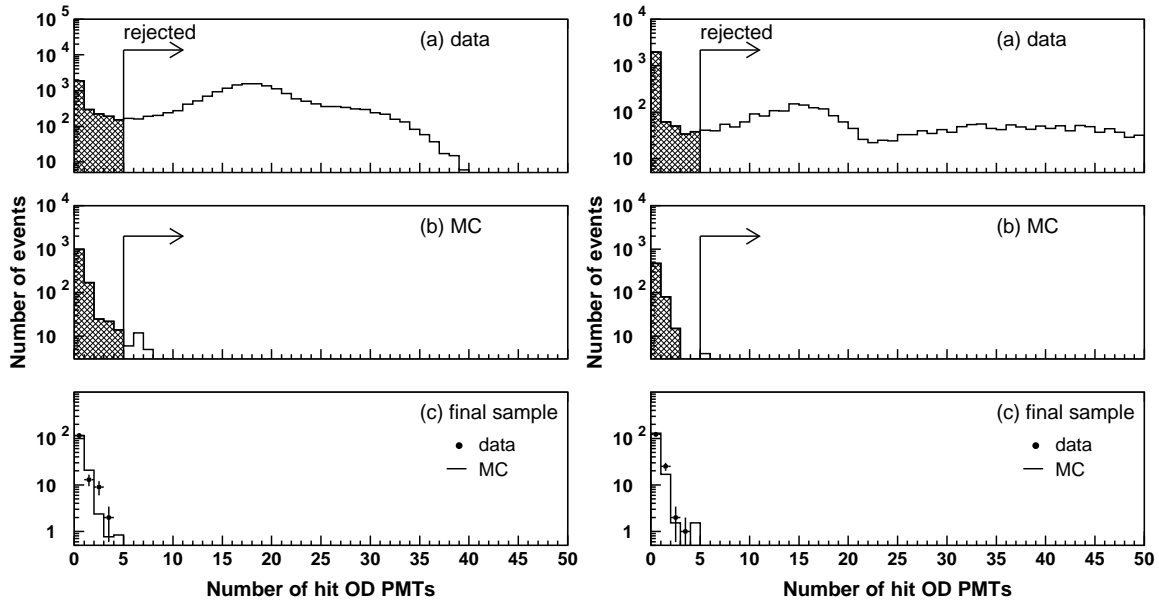 10^5
10^4
10^3
10^2
10
rejected
(a) data
Number of events
10^4
10^3
10^2
10
(b) MC
10^2
10
1
(c) final sample
data
MC
0 5 10 15 20 25 30 35 40 45 50
Number of hit OD PMTs
10^5
10^4
10^3
10^2
10
rejected
(a) data
Number of events
10^4
10^3
10^2
10
(b) MC
10^2
10
1
(c) final sample
data
MC
0 5 10 15 20 25 30 35 40 45 50
Number of hit OD PMTs